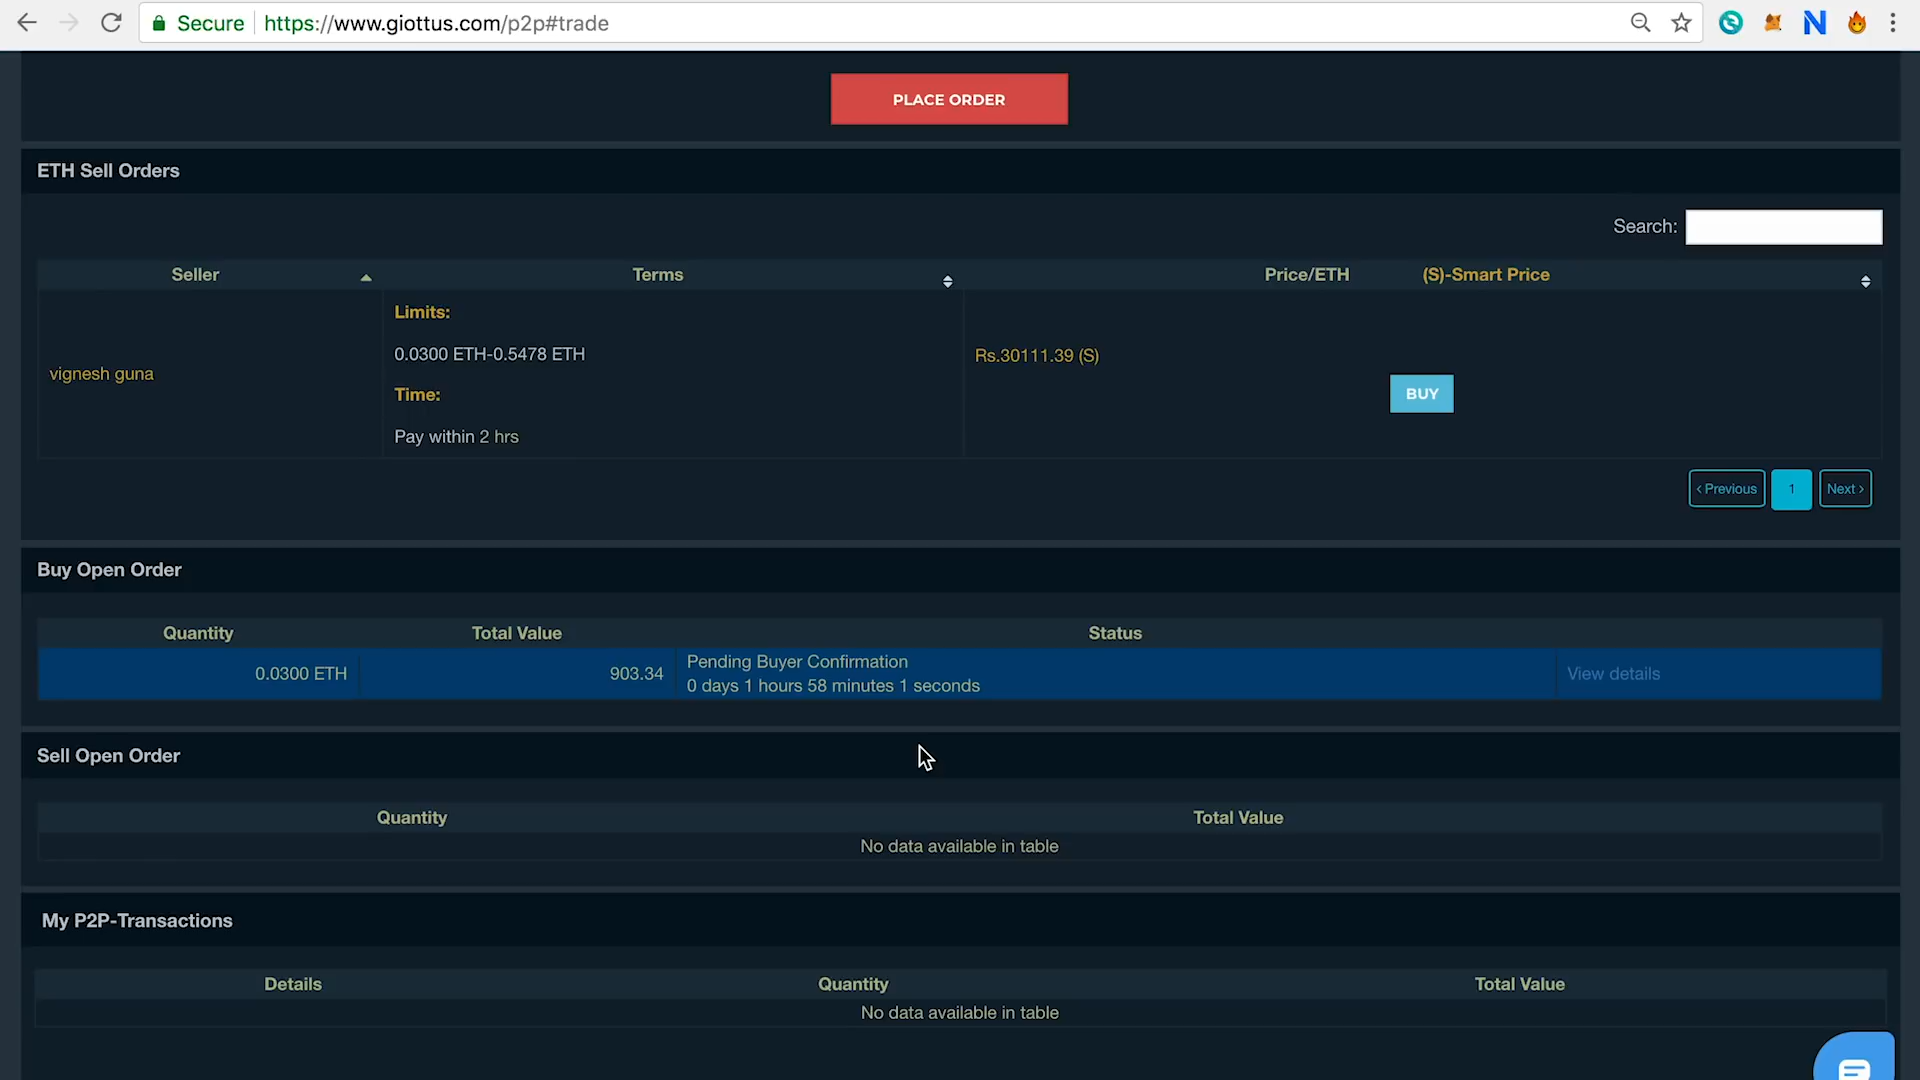 Secure https://www.giottus.com/p2p#trade
PLACE ORDER
ETH Sell Orders
Search:
Seller Terms Price/ETH (S)-Smart Price
Limits:
0.0300 ETH-0.5478 ETH
Rs.30111.39 (S)
vignesh guna
Time:
BUY
Pay within 2 hrs
‹ Previous 1 Next ›
Buy Open Order
Quantity Total Value Status
0.0300 ETH 903.34 Pending Buyer Confirmation View details
0 days 1 hours 58 minutes 1 seconds
Sell Open Order
Quantity Total Value
No data available in table
My P2P-Transactions
Details Quantity Total Value
No data available in table